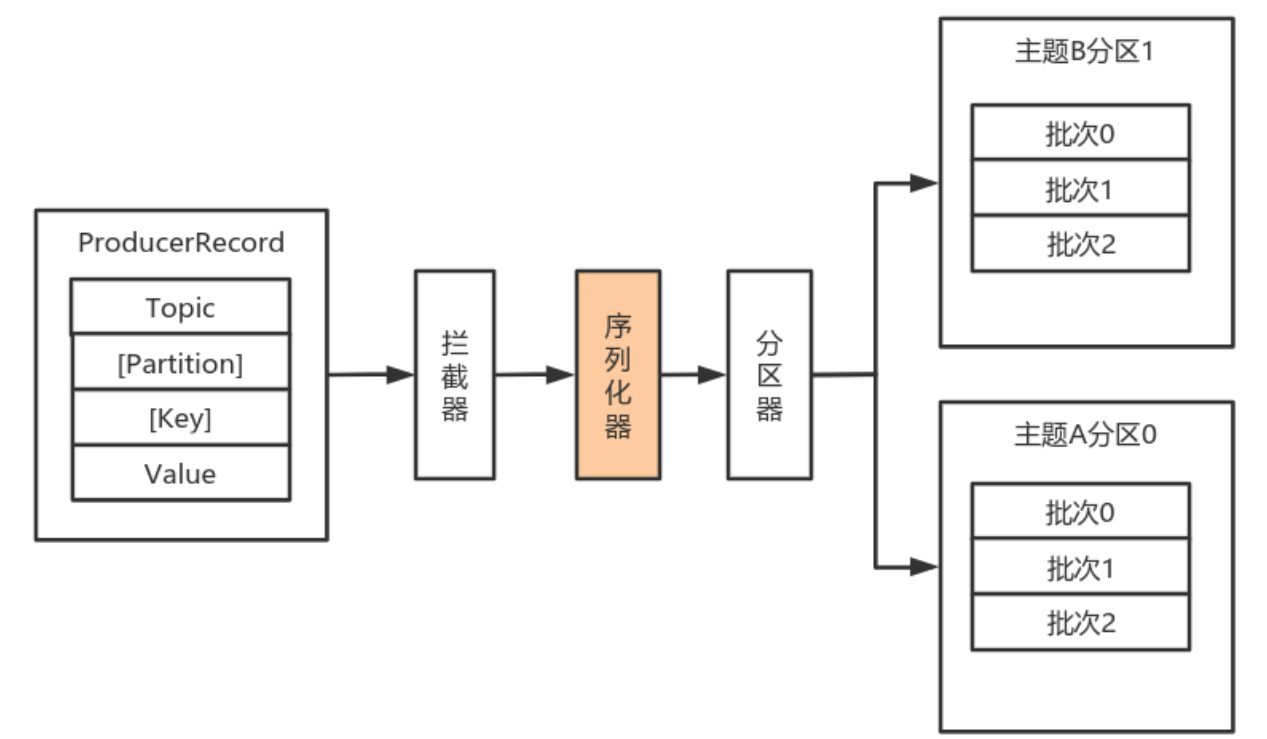 ProducerRecord
Topic
[Partition]
[Key]
Value
拦截器
序列化器
分区器
主题B分区1
批次0
批次1
批次2
主题A分区0
批次0
批次1
批次2